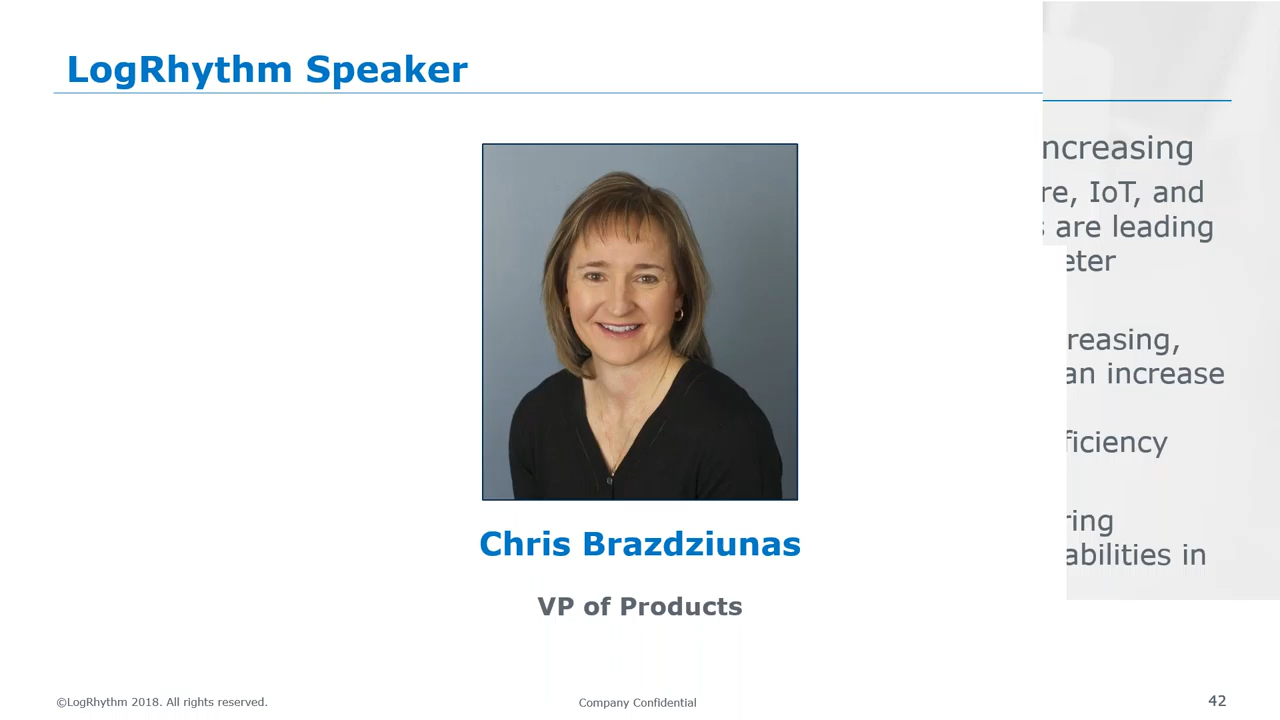 LogRhythm Speaker
increasing
re, IoT, and
are leading
eter
reasing,
an increase
ficiency
ring
abilities in
Chris Brazdziunas
VP of Products
©LogRhythm 2018. All rights reserved.
Company Confidential
42